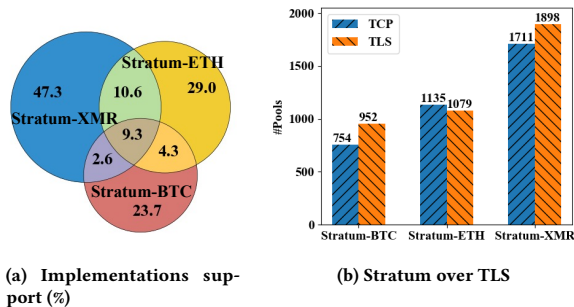 Stratum-ETH
47.3
10.6
29.0
Stratum-XMR
9.3
2.6
4.3
Stratum-BTC
23.7
(a) Implementations sup-
port (%)
2000
1500
1000
500
0
#Pools
TCP
TLS
754
952
1135
1079
1711
1898
Stratum-BTC
Stratum-ETH
Stratum-XMR
(b) Stratum over TLS